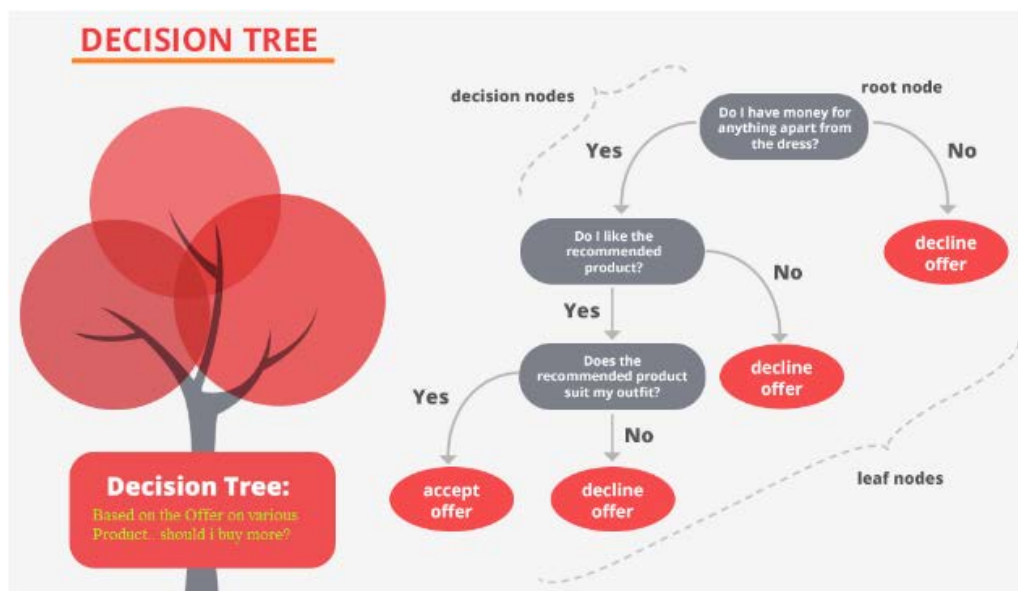 DECISION TREE
decision nodes
root node
Do I have money for
anything apart from
the dress?
Yes
No
Do I like the
recommended
product?
decline
offer
No
Yes
Does the
recommended product
suit my outfit?
decline
offer
Yes
No
accept
offer
decline
offer
leaf nodes
Decision Tree:
Based on the Offer on various
Product.. should i buy more?